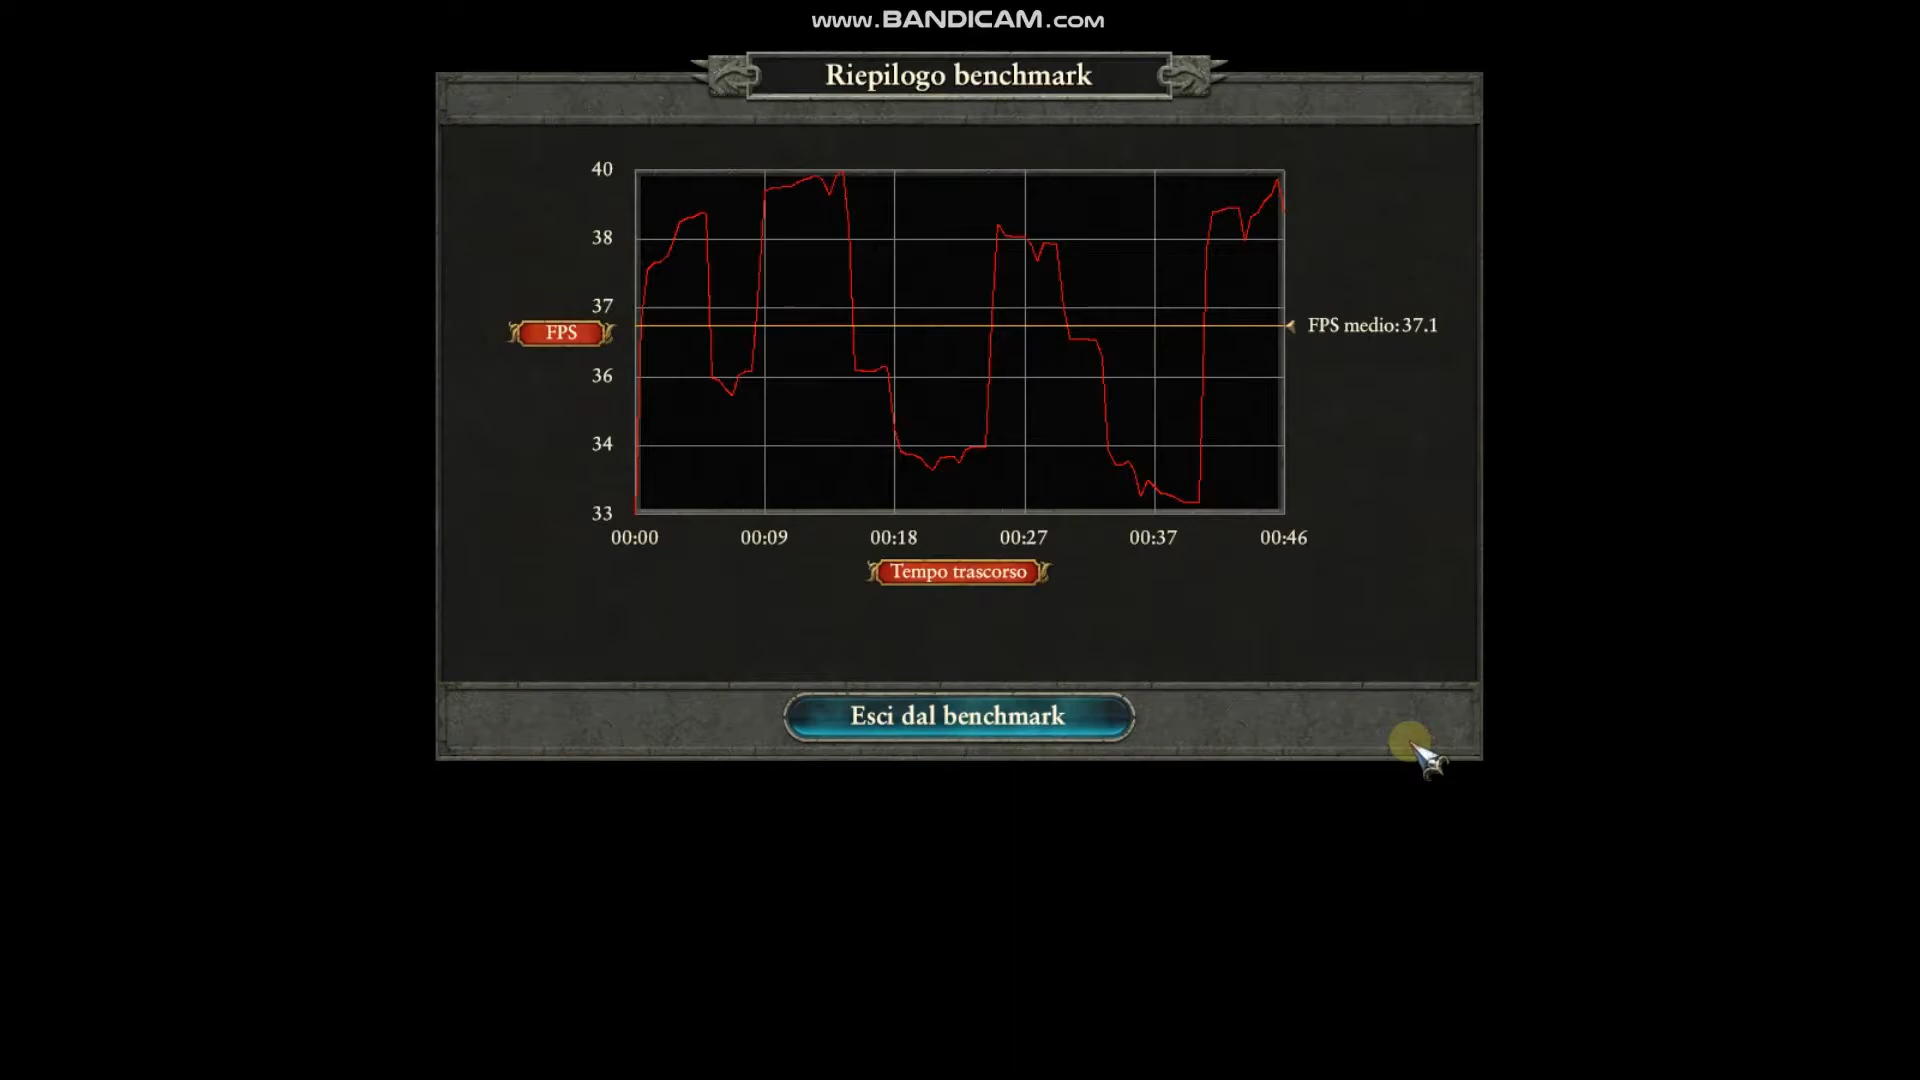 www.BANDICAM.com
Riepilogo benchmark
40
38
37
FPS
FPS medio:37.1
36
34
33
00:00 00:09 00:18 00:27 00:37 00:46
Tempo trascorso
Esci dal benchmark